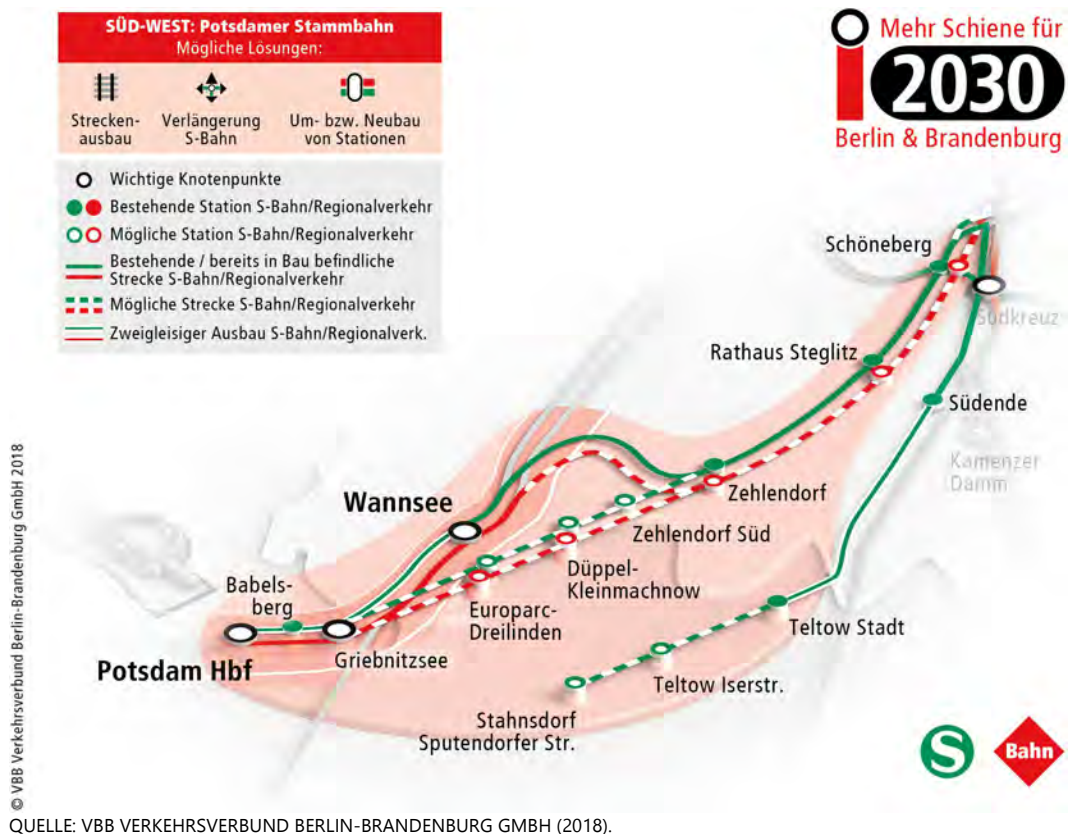 SÜD-WEST: Potsdamer Stammbahn
Mögliche Lösungen:
Strecken-
ausbau
Verlängerung
S-Bahn
Um- bzw. Neubau
von Stationen
Wichtige Knotenpunkte
Bestehende Station S-Bahn/Regionalverkehr
Mögliche Station S-Bahn/Regionalverkehr
Bestehende / bereits in Bau befindliche
Strecke S-Bahn/Regionalverkehr
Mögliche Strecke S-Bahn/Regionalverkehr
Zweigleisiger Ausbau S-Bahn/Regionalverk.
Mehr Schiene für
i 2030
Berlin & Brandenburg
Schöneberg
Südkreuz
Rathaus Steglitz
Südende
Kamenzer
Damm
Wannsee
Zehlendorf
Zehlendorf Süd
Düppel-
Kleinmachnow
Babels-
berg
Europarc-
Dreilinden
Teltow Stadt
Griebnitzsee
Potsdam Hbf
Teltow Iserstr.
Stahnsdorf
Sputendorfer Str.
S
Bahn
© VBB Verkehrsverbund Berlin-Brandenburg GmbH 2018
QUELLE: VBB VERKEHRSVERBUND BERLIN-BRANDENBURG GMBH (2018).